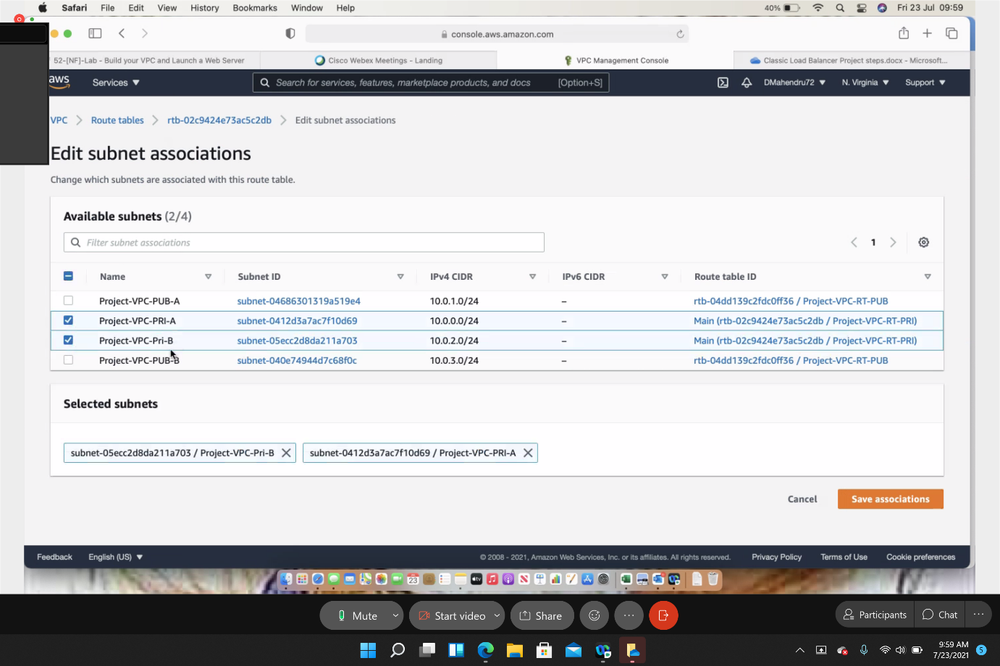 Safari File Edit View History Bookmarks Window Help 40% Fri 23 Jul 09:59
console.aws.amazon.com
52-[NF]-Lab - Build your VPC and Launch a Web Server Cisco Webex Meetings - Landing VPC Management Console Classic Load Balancer Project steps.docx - Microsoft...
aws Services ▼ Search for services, features, marketplace products, and docs [Option+S] DMahendru72 ▼ N. Virginia ▼ Support ▼
VPC > Route tables > rtb-02c9424e73ac5c2db > Edit subnet associations
Edit subnet associations
Change which subnets are associated with this route table.
Available subnets (2/4)
Filter subnet associations
< 1 >
Name Subnet ID IPv4 CIDR IPv6 CIDR Route table ID
Project-VPC-PUB-A subnet-04686301319a519e4 10.0.1.0/24 – rtb-04dd139c2fdc0ff36 / Project-VPC-RT-PUB
Project-VPC-PRI-A subnet-0412d3a7ac7f10d69 10.0.0.0/24 – Main (rtb-02c9424e73ac5c2db / Project-VPC-RT-PRI)
Project-VPC-Pri-B subnet-05ecc2d8da211a703 10.0.2.0/24 – Main (rtb-02c9424e73ac5c2db / Project-VPC-RT-PRI)
Project-VPC-PUB-B subnet-040e74944d7c68f0c 10.0.3.0/24 – rtb-04dd139c2fdc0ff36 / Project-VPC-RT-PUB
Selected subnets
subnet-05ecc2d8da211a703 / Project-VPC-Pri-B X subnet-0412d3a7ac7f10d69 / Project-VPC-PRI-A X
Cancel Save associations
Feedback English (US) ▼ © 2008 - 2021, Amazon Web Services, Inc. or its affiliates. All rights reserved. Privacy Policy Terms of Use Cookie preferences
23 tv
Mute Start video Share ... Participants Chat ...
9:59 AM
7/23/2021 5